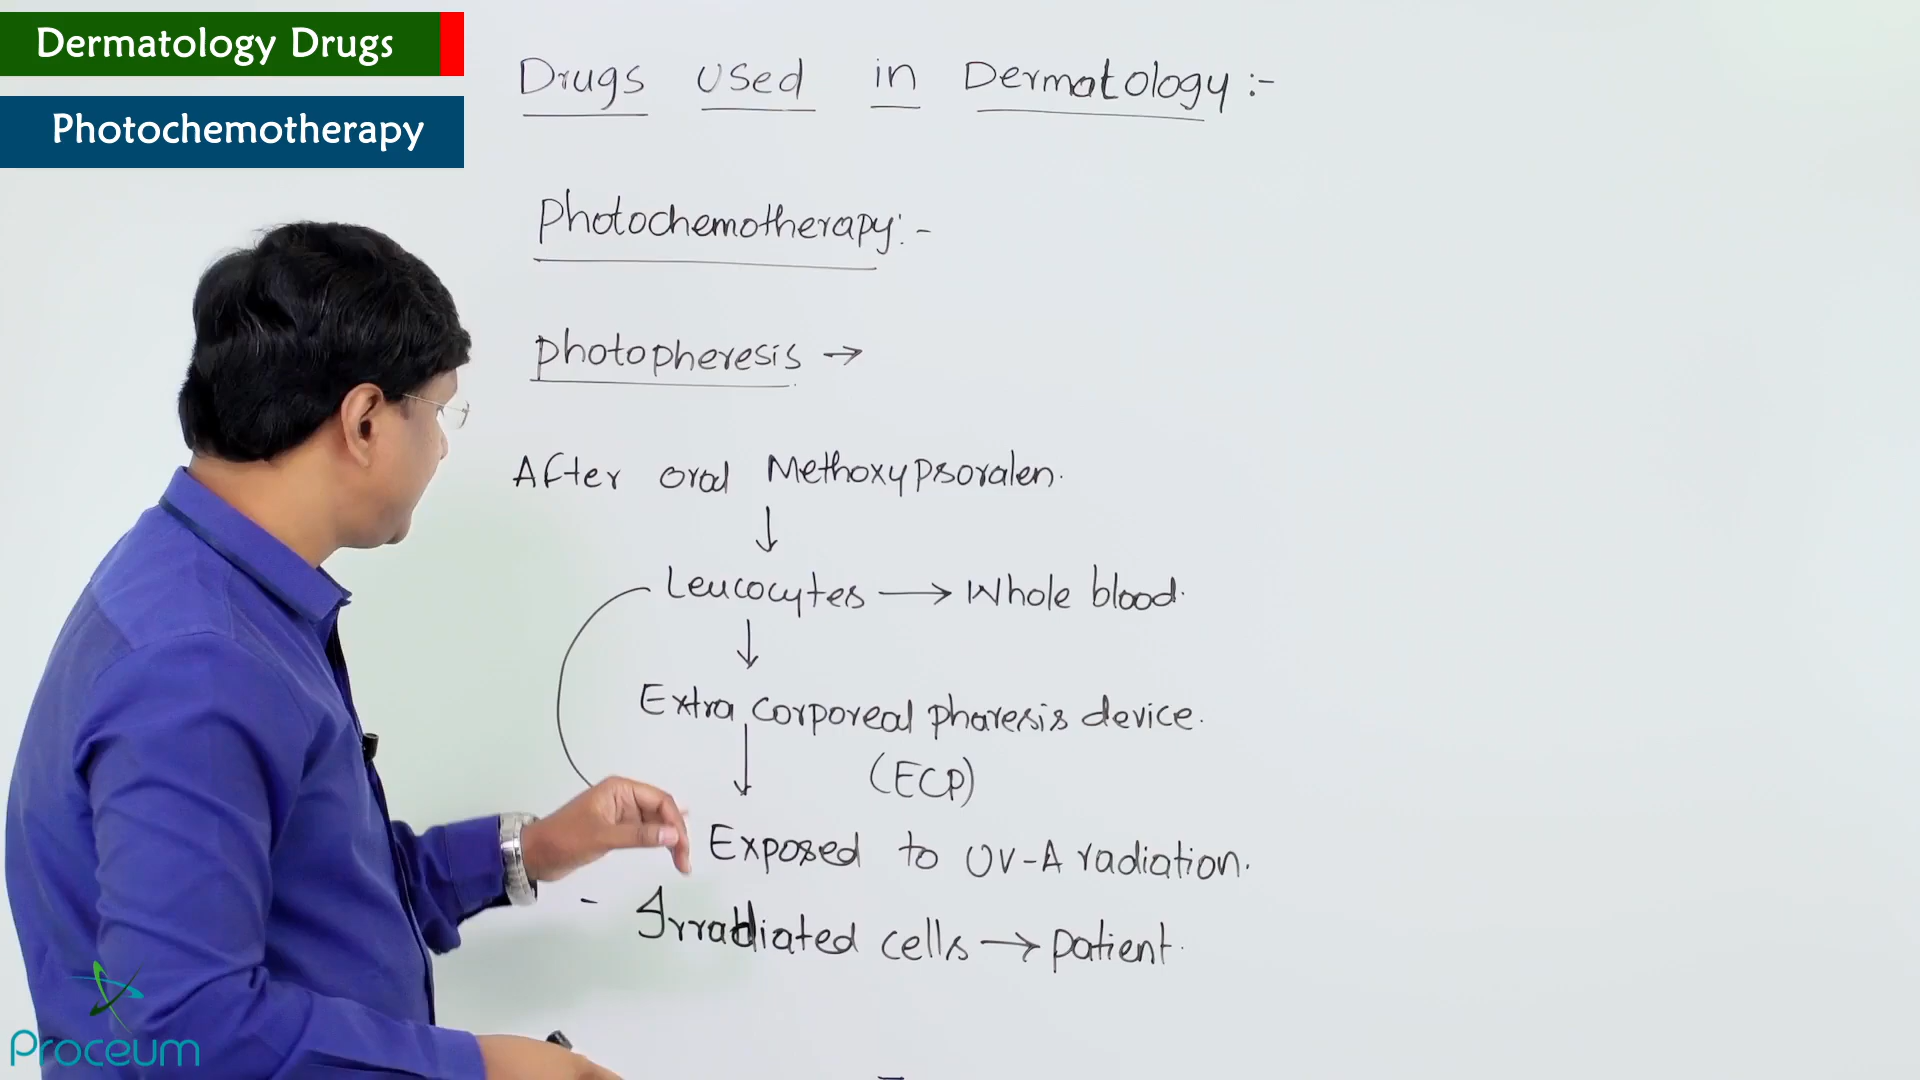 Dermatology Drugs
Photochemotherapy
Drugs used in Dermatology :-
Photochemotherapy: -
photopheresis →
After oral Methoxypsoralen.
↓
Leucocytes → Whole blood.
↓
Extra corporeal pharesis device.
↓ (ECP)
Exposed to UV-A radiation.
- Irradiated cells → patient.
Proceum